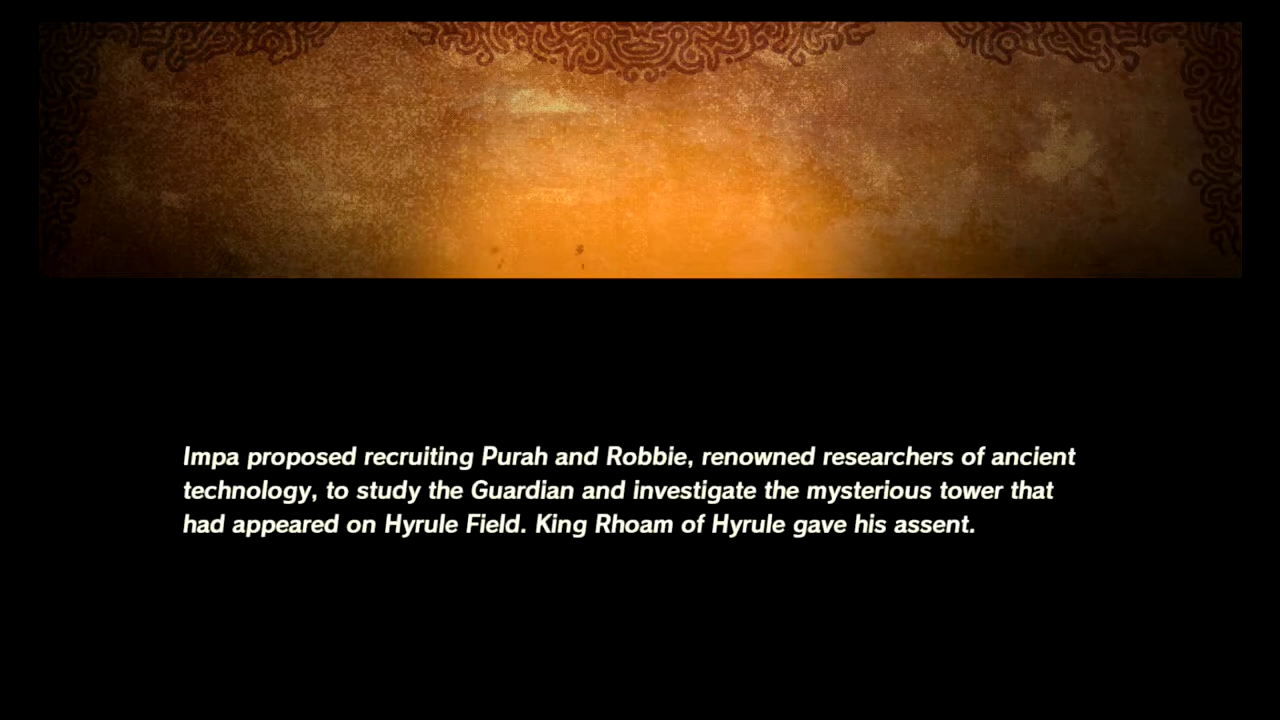 Impa proposed recruiting Purah and Robbie, renowned researchers of ancient
technology, to study the Guardian and investigate the mysterious tower that
had appeared on Hyrule Field. King Rhoam of Hyrule gave his assent.